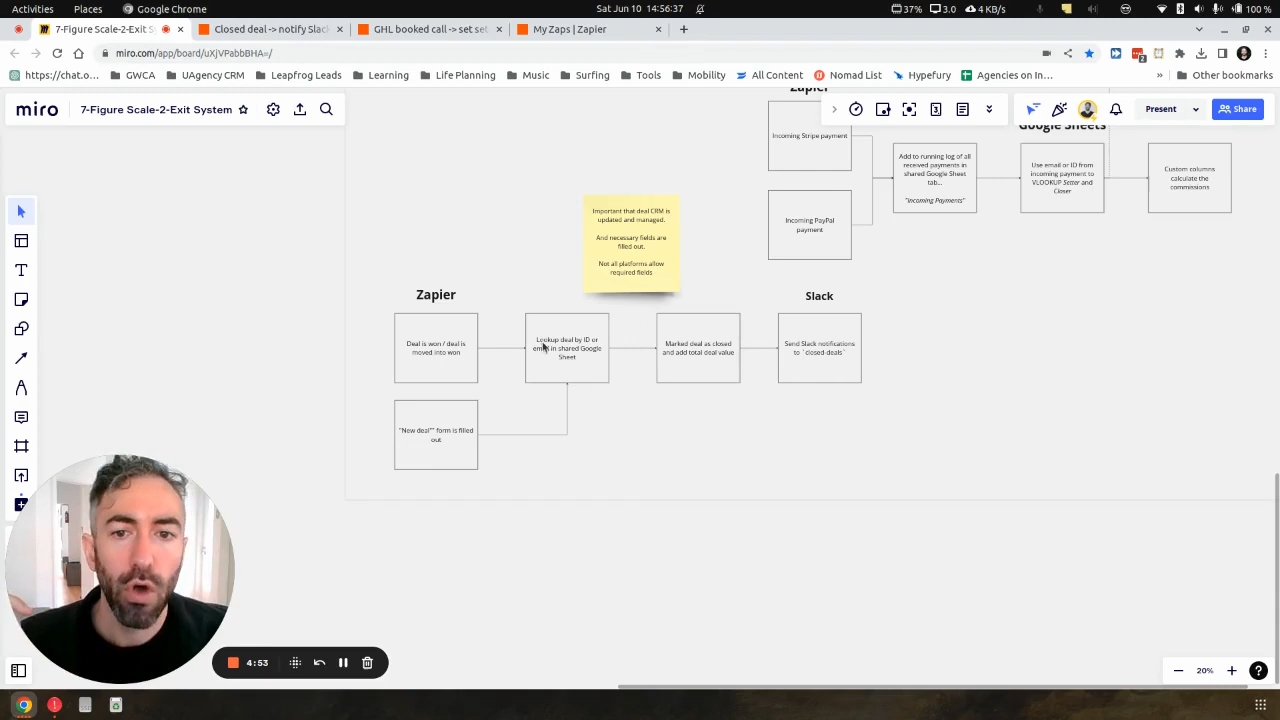 Activities
Places
Google Chrome
Sat Jun 10 14:56:37
37%
3.0
4 KB/s
100 %
7-Figure Scale-2-Exit S
Closed deal -> notify Slac
GHL booked call -> set set
My Zaps | Zapier
miro.com/app/board/uXjVPabbBHA=/
2
https://chat.o...
GWCA
UAgency CRM
Leapfrog Leads
Learning
Life Planning
Music
Surfing
Tools
Mobility
All Content
Nomad List
Hypefury
Agencies on In...
»
Other bookmarks
miro
7-Figure Scale-2-Exit System
Present
Share
Zapier
Google Sheets
Incoming Stripe payment
Add to running log of all
received payments in
shared Google Sheet
tab...
"Incoming Payments"
Use email or ID from
incoming payment to
VLOOKUP Setter and
Closer
Custom columns
calculate the
commissions
Incoming PayPal
payment
Important that deal CRM is
updated and managed.
And necessary fields are
filled out.
Not all platforms allow
required fields
Zapier
Slack
Deal is won / deal is
moved into won
Lookup deal by ID or
email in shared Google
Sheet
Marked deal as closed
and add total deal value
Send Slack notifications
to `closed-deals`
"New deal"" form is filled
out
4:53
20%